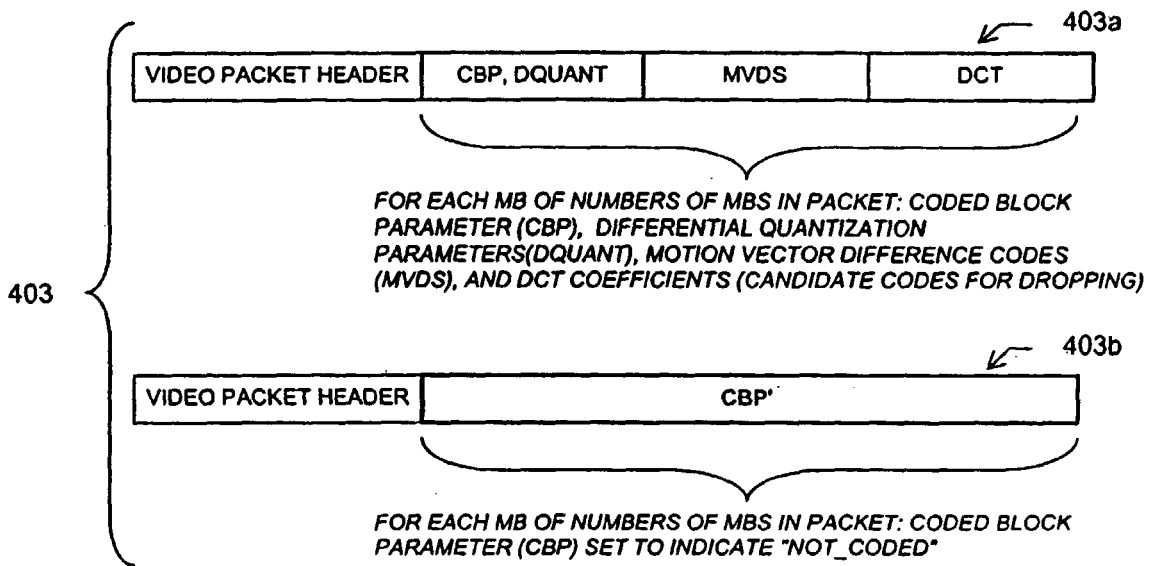 403a
VIDEO PACKET HEADER CBP, DQUANT MVDS DCT
FOR EACH MB OF NUMBERS OF MBS IN PACKET: CODED BLOCK
PARAMETER (CBP), DIFFERENTIAL QUANTIZATION
PARAMETERS(DQUANT), MOTION VECTOR DIFFERENCE CODES
(MVDS), AND DCT COEFFICIENTS (CANDIDATE CODES FOR DROPPING)
403
403b
VIDEO PACKET HEADER CBP'
FOR EACH MB OF NUMBERS OF MBS IN PACKET: CODED BLOCK
PARAMETER (CBP) SET TO INDICATE "NOT_CODED"